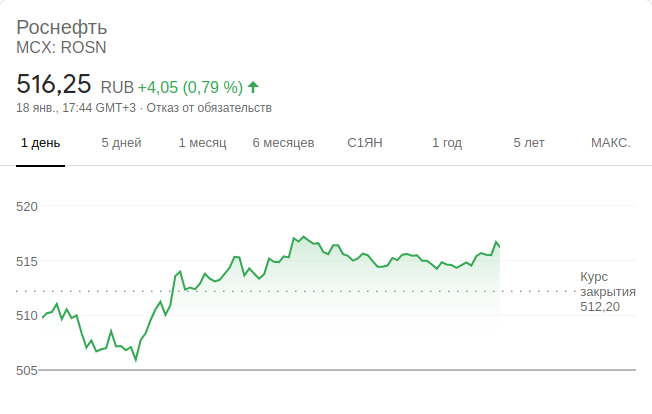 Роснефть
MCX: ROSN
516,25 RUB +4,05 (0,79 %)
18 янв., 17:44 GMT+3 · Отказ от обязательств
1 день 5 дней 1 месяц 6 месяцев С1ЯН 1 год 5 лет МАКС.
520
515
Курс
закрытия
512,20
510
505